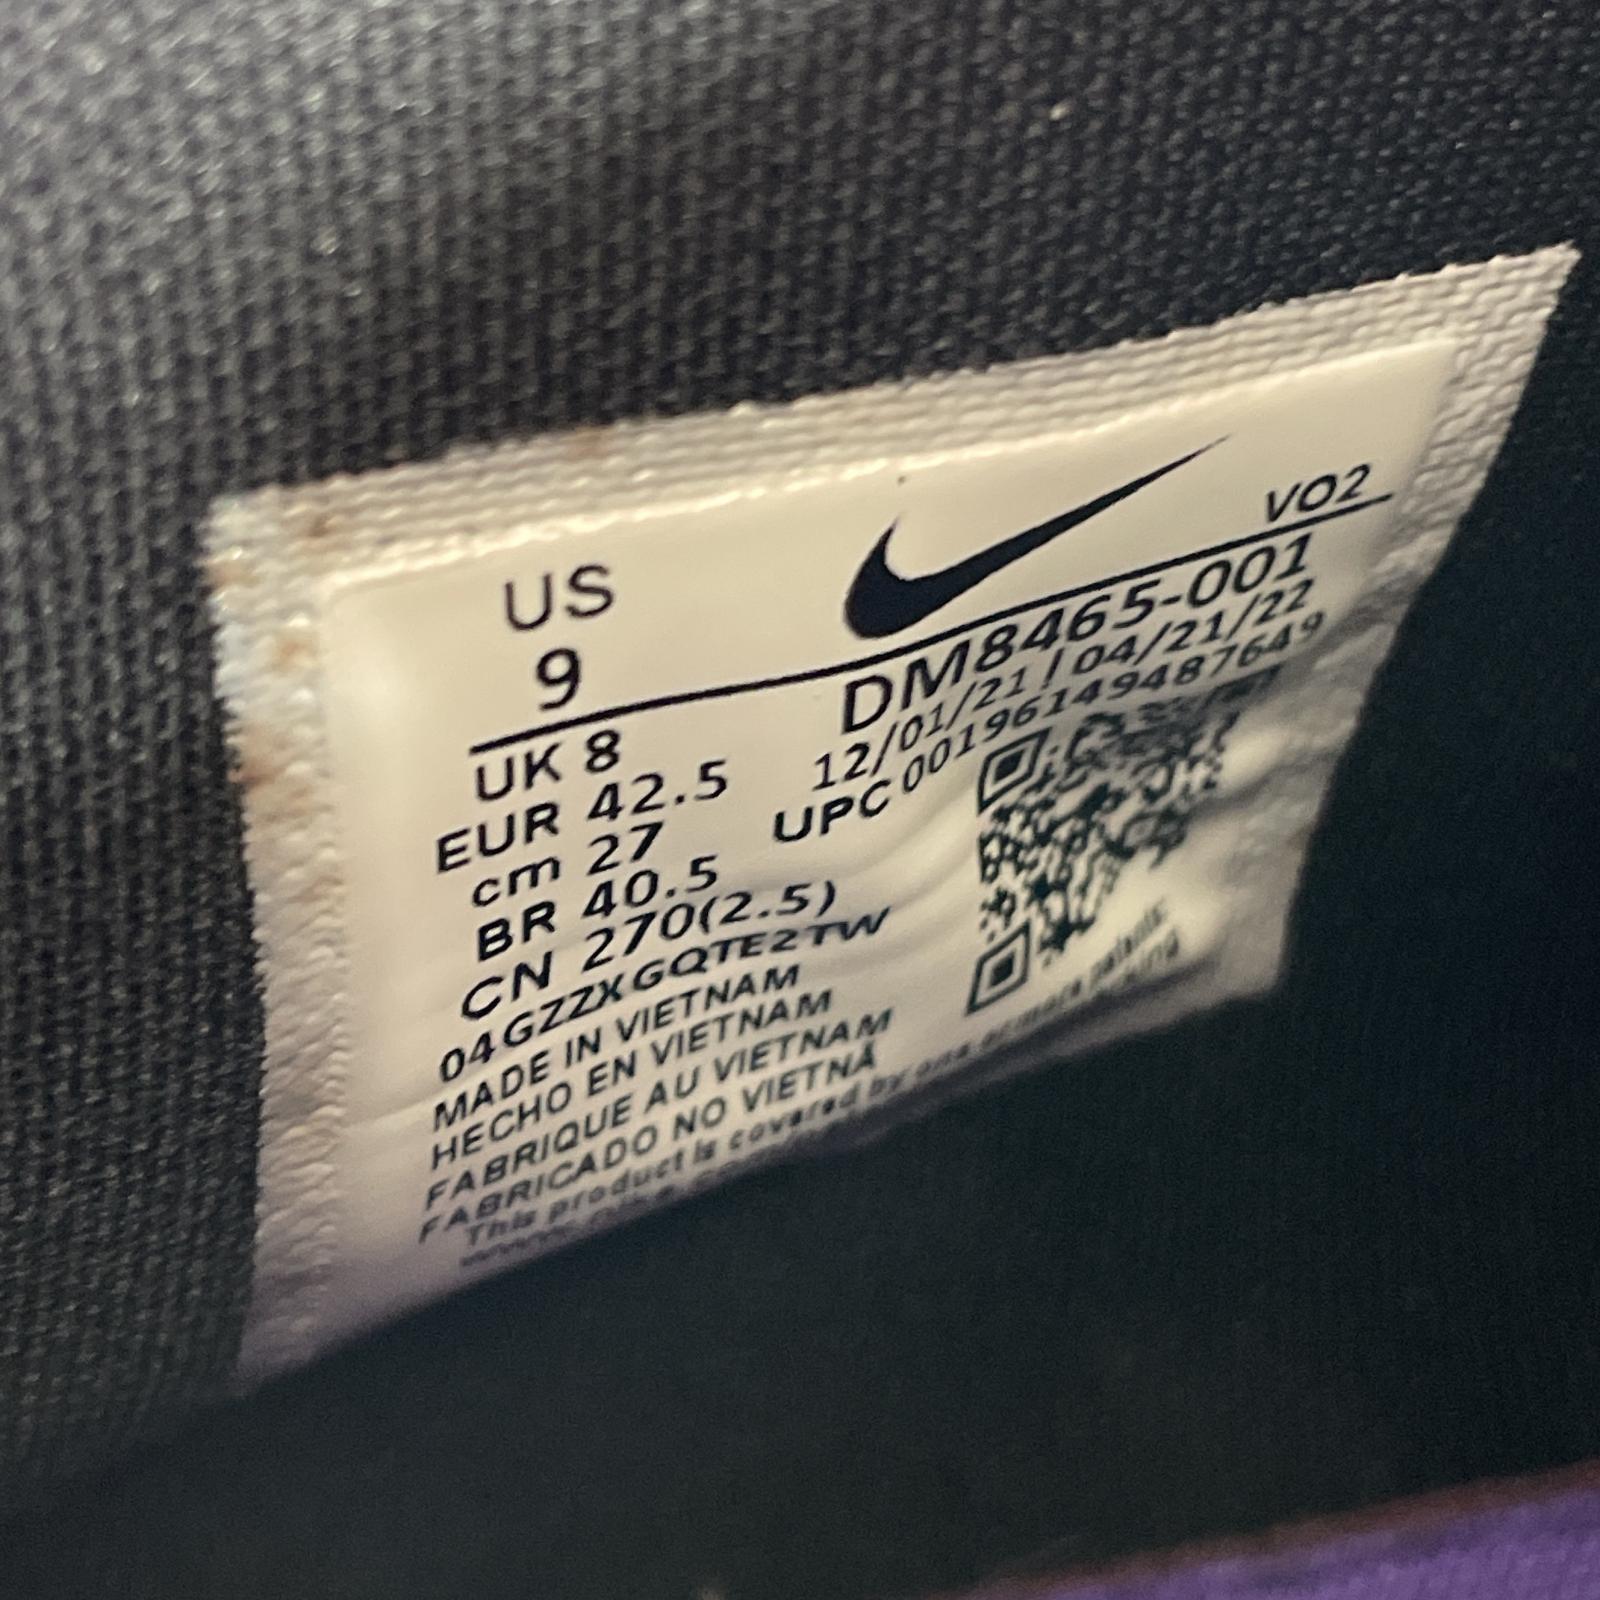 US
9
VO2
UK 8
EUR 42.5
cm 27
BR 40.5
CN 270(2.5)
04GZZXGQTE2TW
MADE IN VIETNAM
HECHO EN VIETNAM
FABRIQUE AU VIETNAM
FABRICADO NO VIETNÃ
This product is covered by one or more patents
DM8465-001
12/01/21 / 04/21/22
UPC 00196149487649